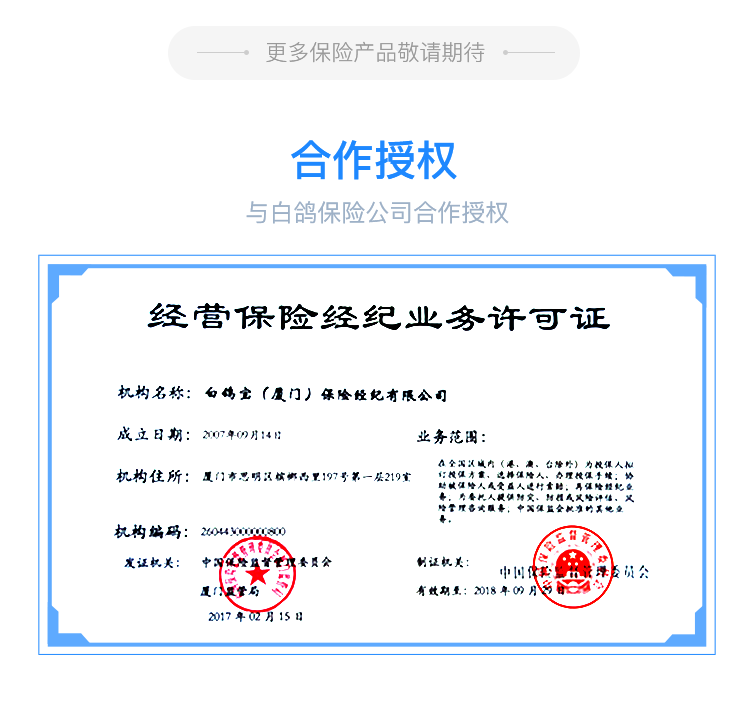 更多保险产品敬请期待
合作授权
与白鸽保险公司合作授权
经营保险经纪业务许可证
机构名称：白鸽宝（厦门）保险经纪有限公司
成立日期：2007年09月14日
机构住所：厦门市思明区槟榔西里197号第一层219室
机构编码：260443000000800
业务范围：
在全国区域内（港、澳、台除外）为投保人拟
订投保方案、选择保险人、办理投保手续；协
助被保险人或受益人进行索赔；再保险经纪业
务；为委托人提供防灾、防损或风险评估、风
险管理咨询服务；中国保监会批准的其他业
务。
发证机关：中国保险监督管理委员会
厦门监管局
2017年02月15日
制证机关：
中国保险监督管理委员会
有效期至：2018年09月29日